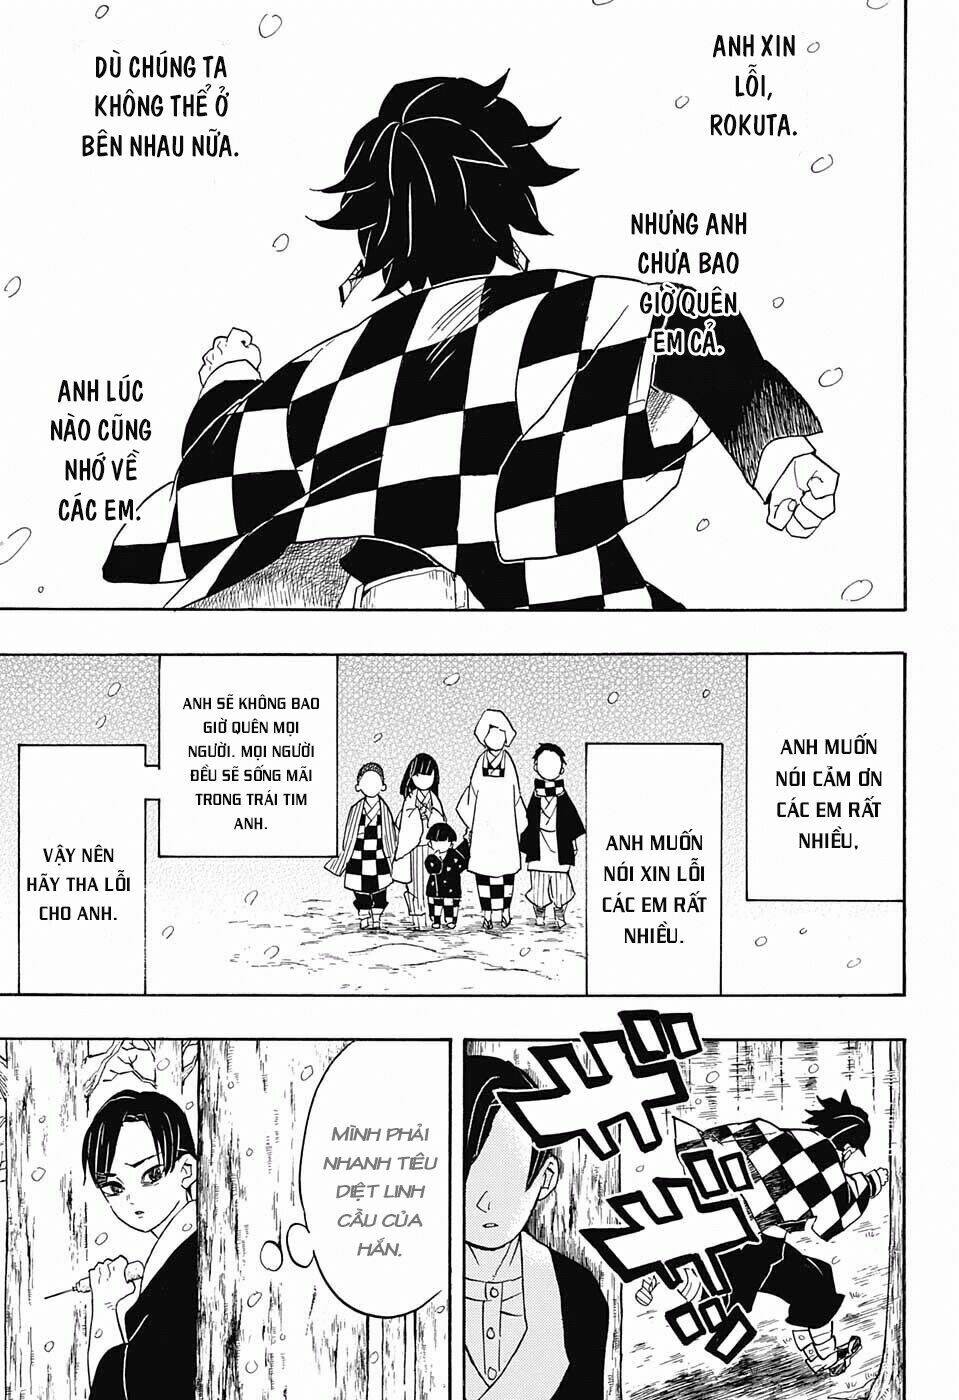 ANH XIN
LỖI,
ROKUTA.
DÙ CHÚNG TA
KHÔNG THỂ Ở
BÊN NHAU NỮA.
NHƯNG ANH
CHƯA BAO
GIỜ QUÊN
EM CẢ.
ANH LÚC
NÀO CŨNG
NHỚ VỀ
CÁC EM.
ANH MUỐN
NÓI CẢM ƠN
CÁC EM RẤT
NHIỀU,
ANH MUỐN
NÓI XIN LỖI
CÁC EM RẤT
NHIỀU.
ANH SẼ KHÔNG BAO
GIỜ QUÊN MỌI
NGƯỜI. MỌI NGƯỜI
ĐỀU SẼ SỐNG MÃI
TRONG TRÁI TIM
ANH.
VẬY NÊN
HÃY THA LỖI
CHO ANH.
MÌNH PHẢI
NHANH TIÊU
DIỆT LINH
CẦU CỦA
HẮN.